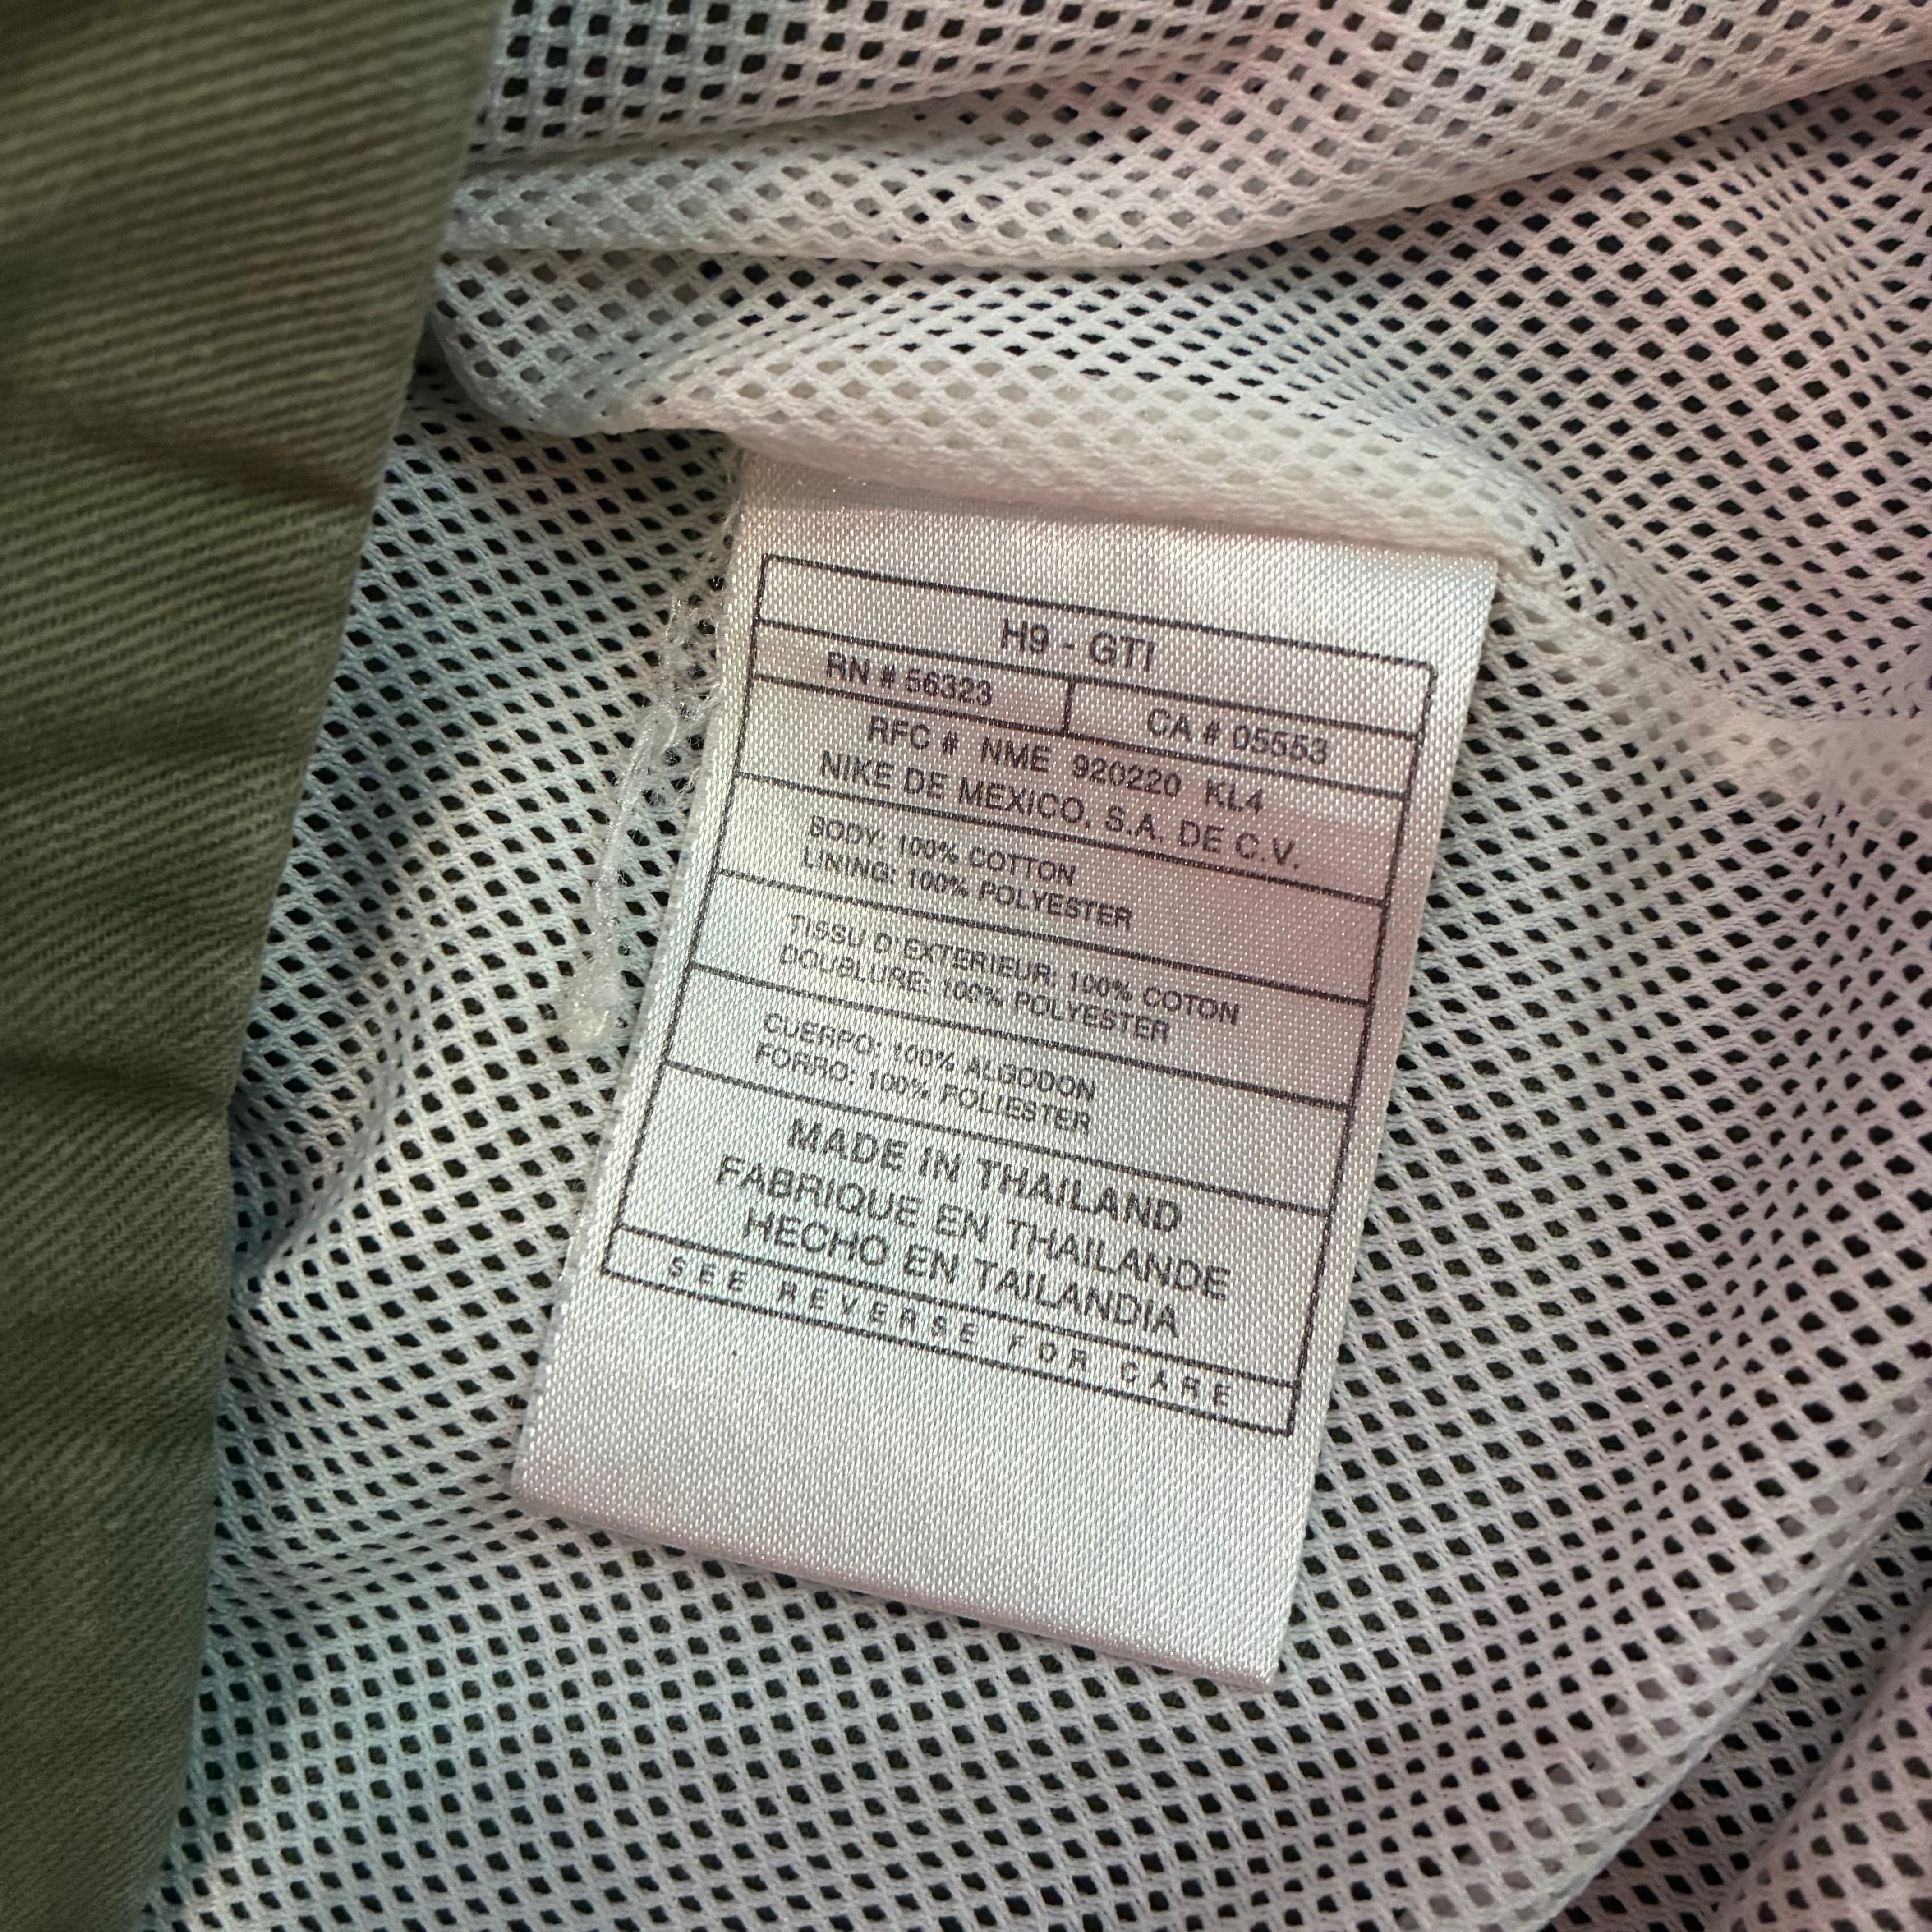 H9 - GTI
RN # 56323
CA # 05553
RFC # NME 920220 KL4
NIKE DE MEXICO, S.A. DE C.V.
BODY: 100% COTTON
LINING: 100% POLYESTER
TISSU D'EXTERIEUR: 100% COTON
DOUBLURE: 100% POLYESTER
CUERPO: 100% ALGODON
FORRO: 100% POLIESTER
MADE IN THAILAND
FABRIQUE EN THAILANDE
HECHO EN TAILANDIA
SEE REVERSE FOR CARE